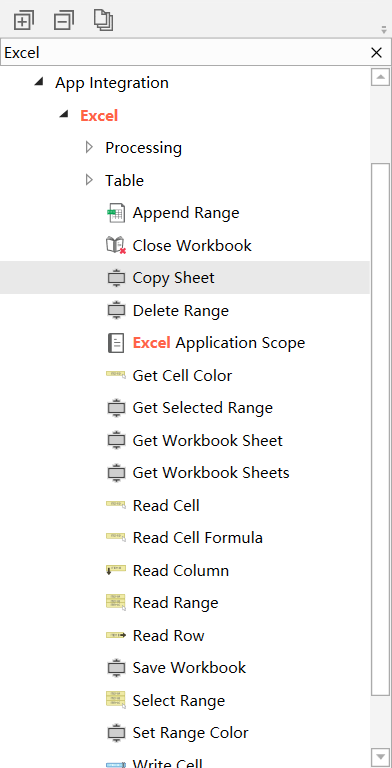 Excel
App Integration
Excel
Processing
Table
Append Range
Close Workbook
Copy Sheet
Delete Range
Excel Application Scope
Get Cell Color
Get Selected Range
Get Workbook Sheet
Get Workbook Sheets
Read Cell
Read Cell Formula
Read Column
Read Range
Read Row
Save Workbook
Select Range
Set Range Color
Write Cell